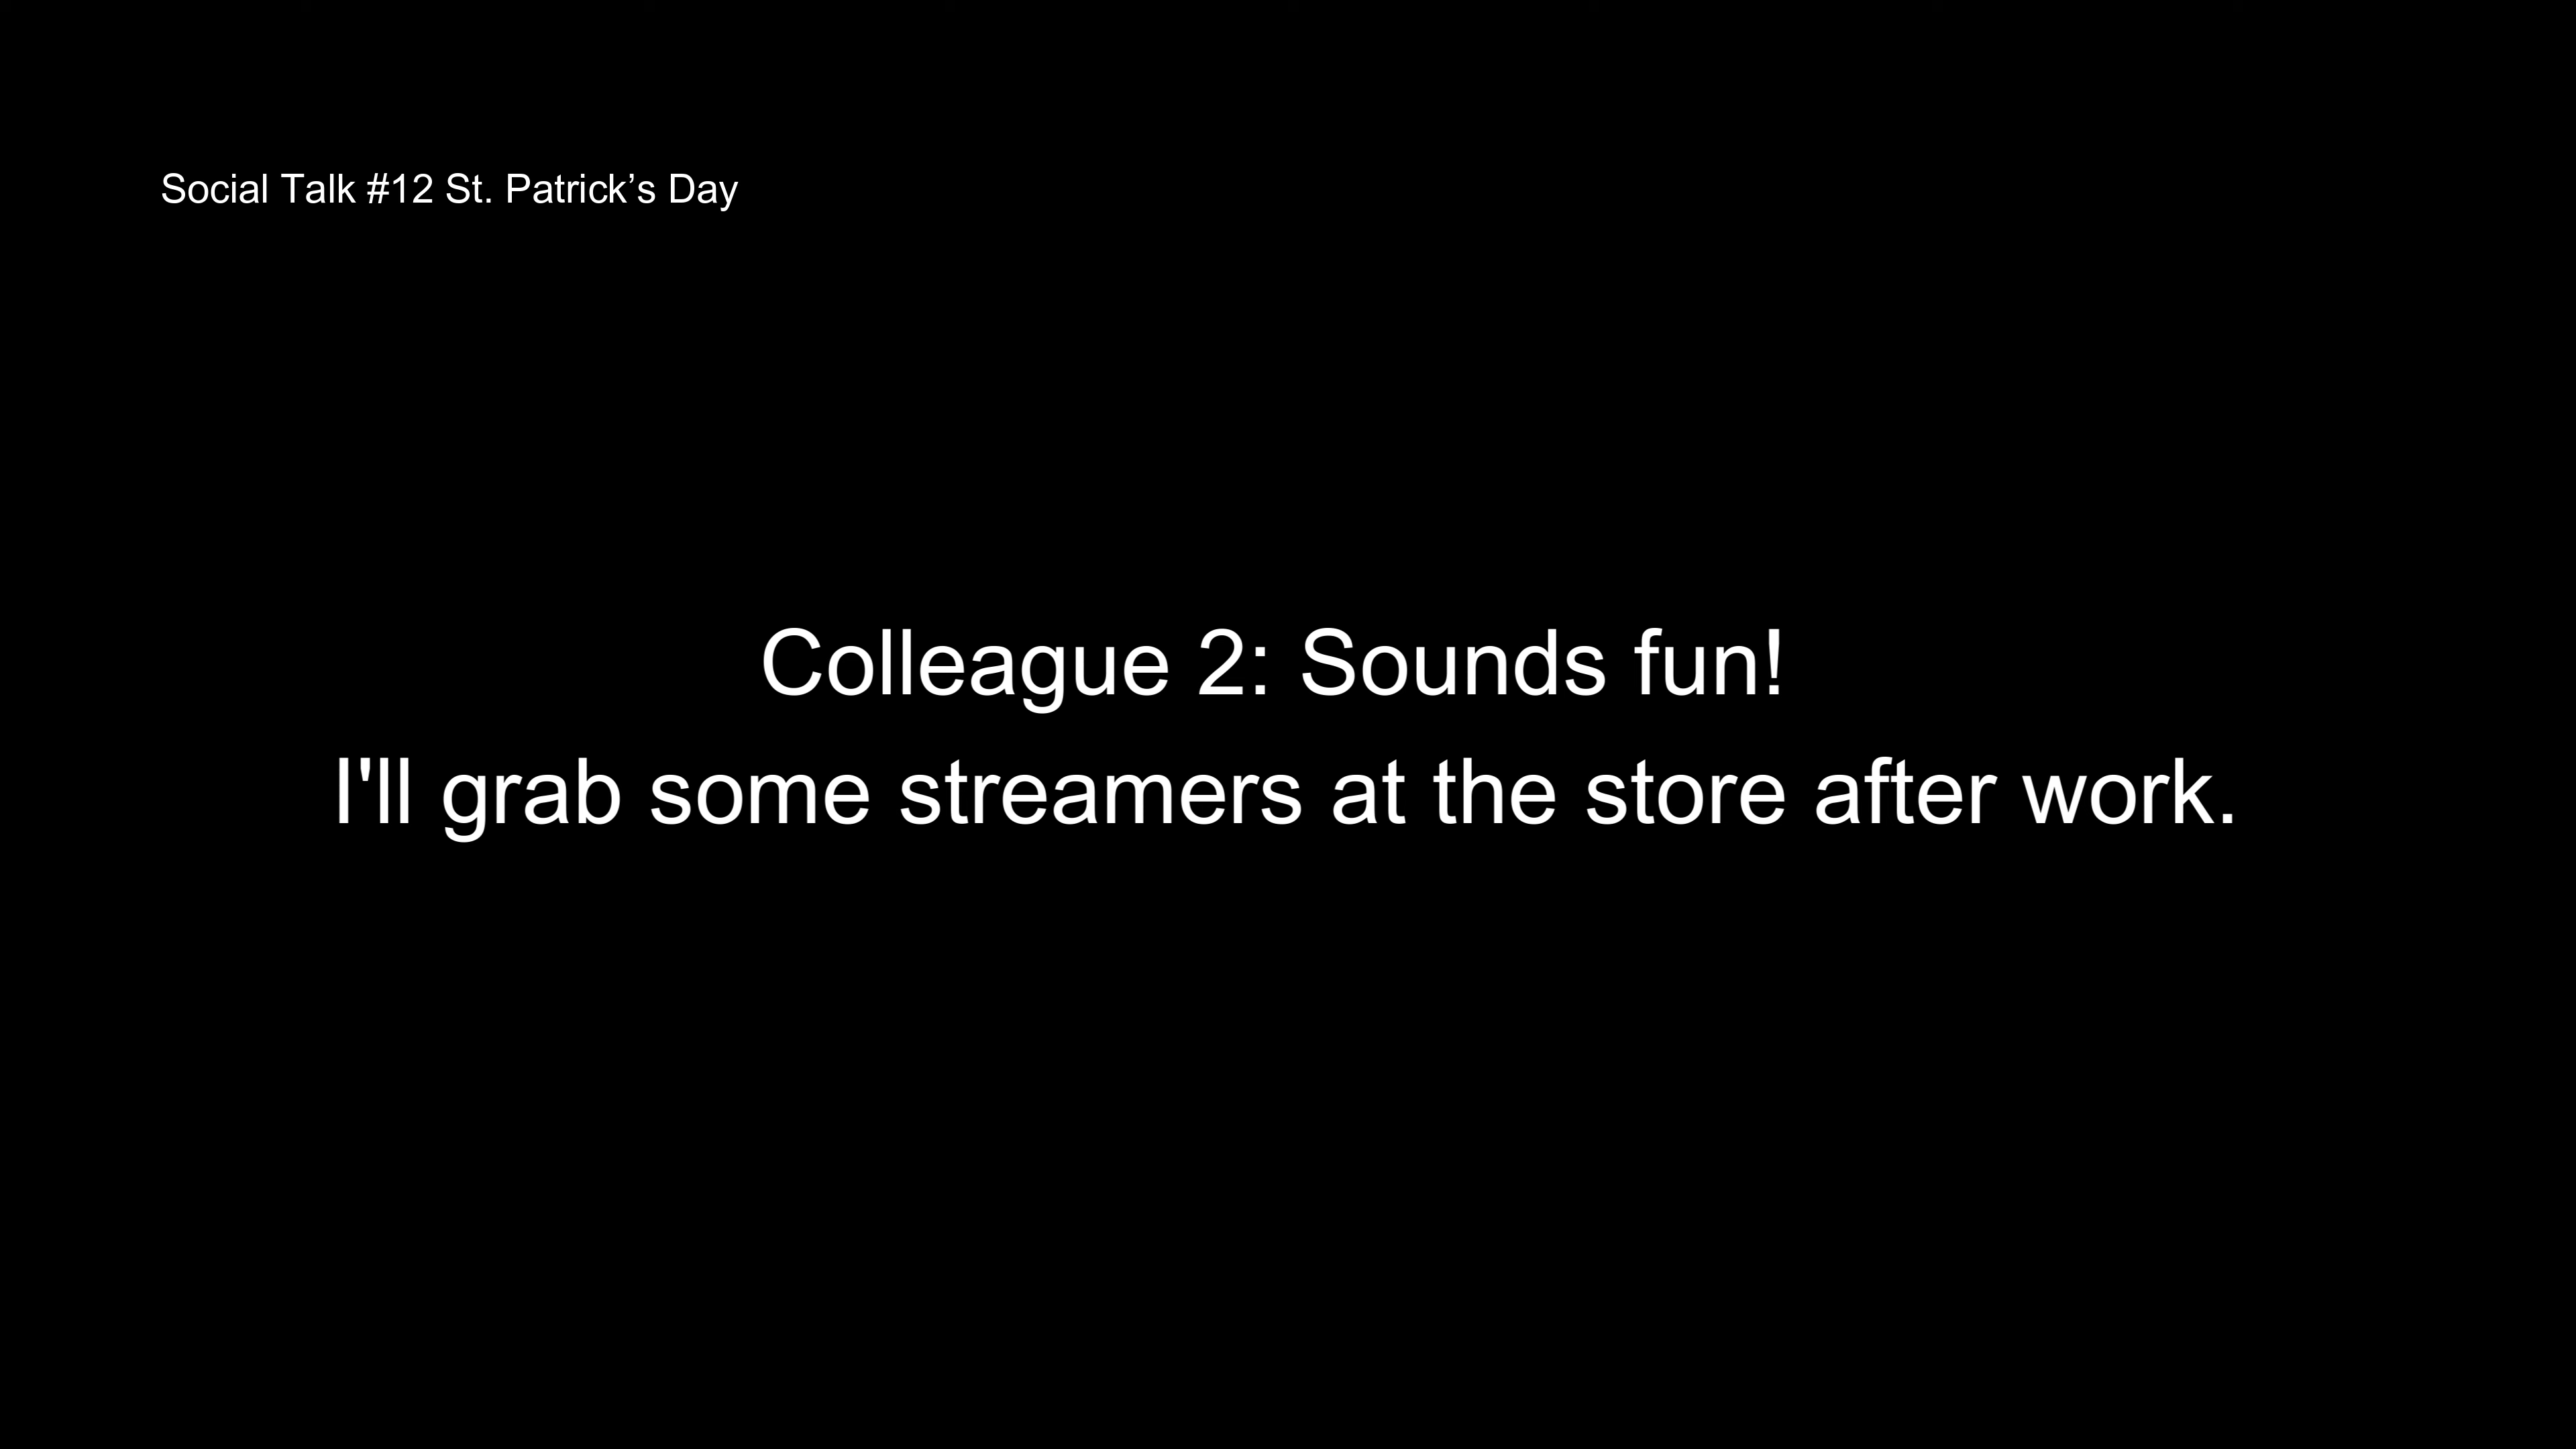 Social Talk #12 St. Patrick’s Day
Colleague 2: Sounds fun!
I'll grab some streamers at the store after work.